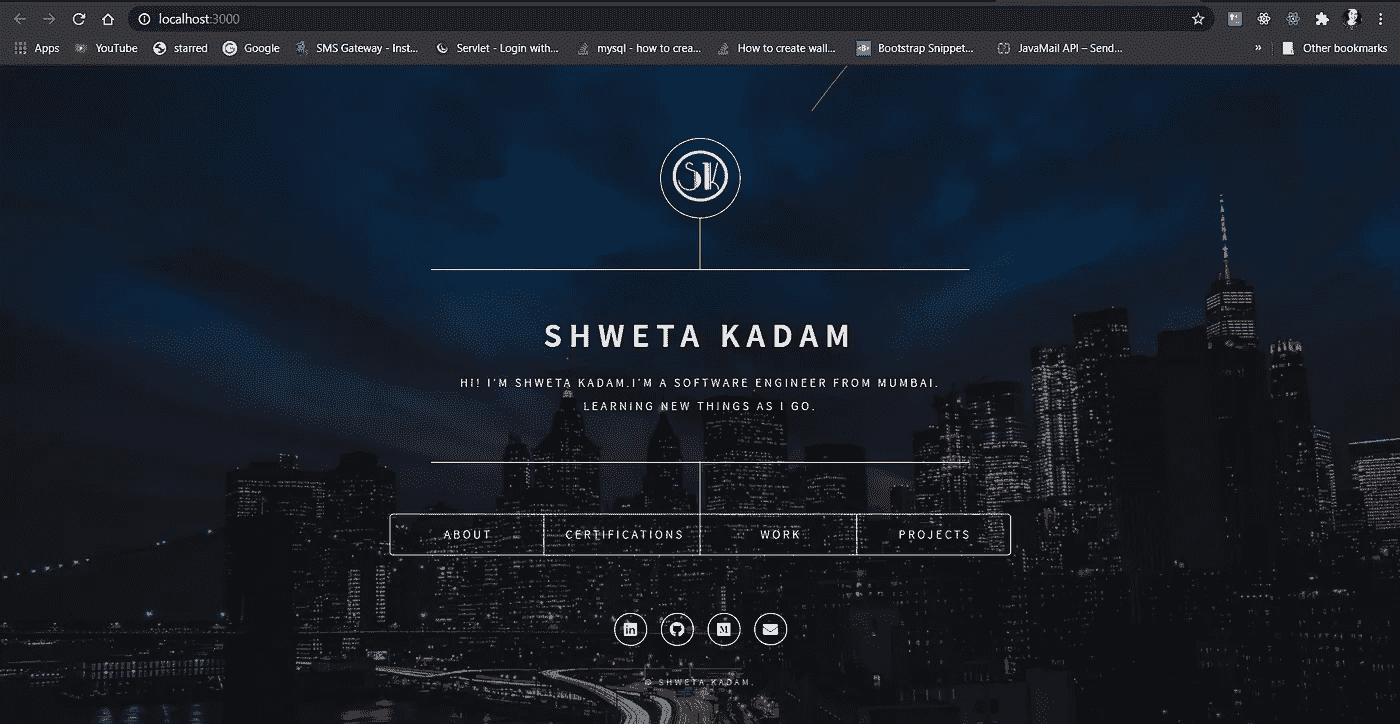 localhost:3000
Apps YouTube starred Google SMS Gateway - Inst... Servlet - Login with... mysql - how to crea... How to create wall... Bootstrap Snippet... JavaMail API – Send... » Other bookmarks
SK
SHWETA KADAM
HI! I'M SHWETA KADAM.I'M A SOFTWARE ENGINEER FROM MUMBAI.
LEARNING NEW THINGS AS I GO.
ABOUT CERTIFICATIONS WORK PROJECTS
© SHWETA KADAM.